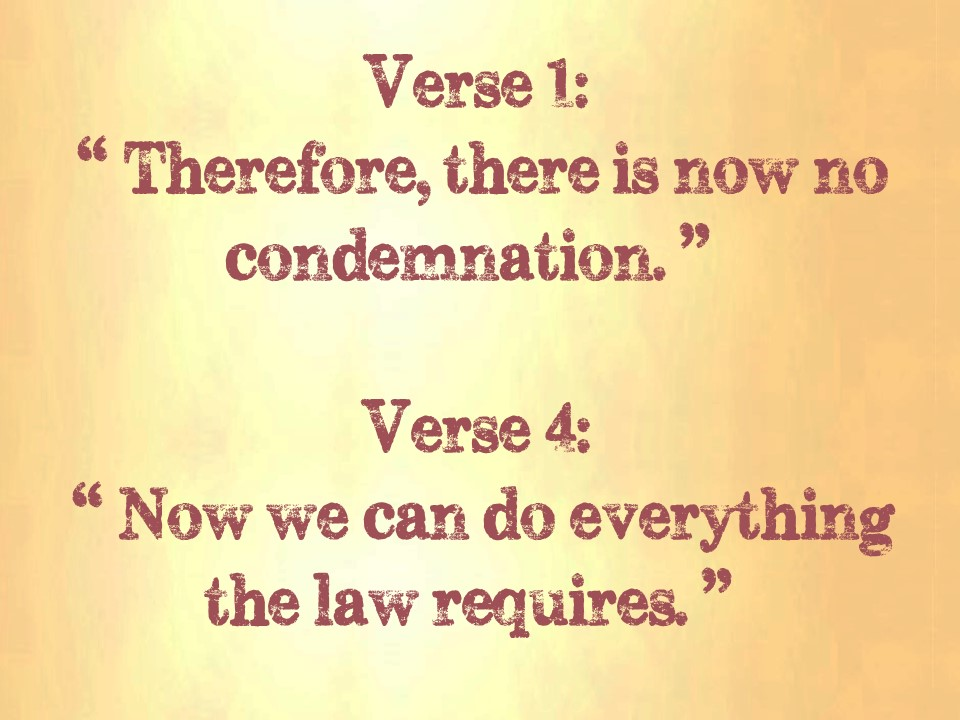 Verse 1:
“ Therefore, there is now no
condemnation. ”
Verse 4:
“ Now we can do everything
the law requires. ”